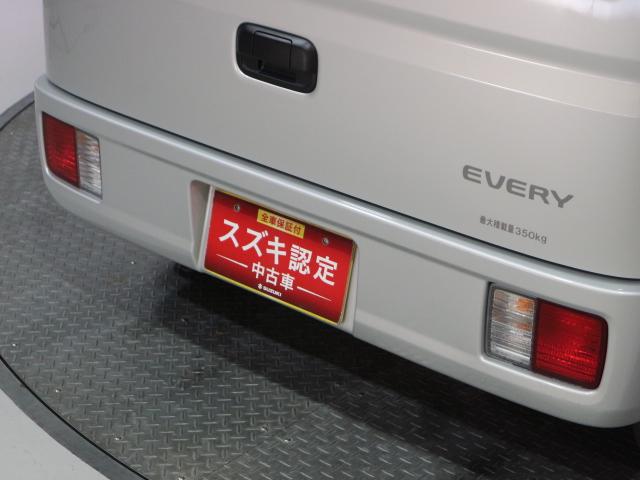 EVERY
最大積載量350kg
全車保証付
スズキ認定
中古車
SUZUKI